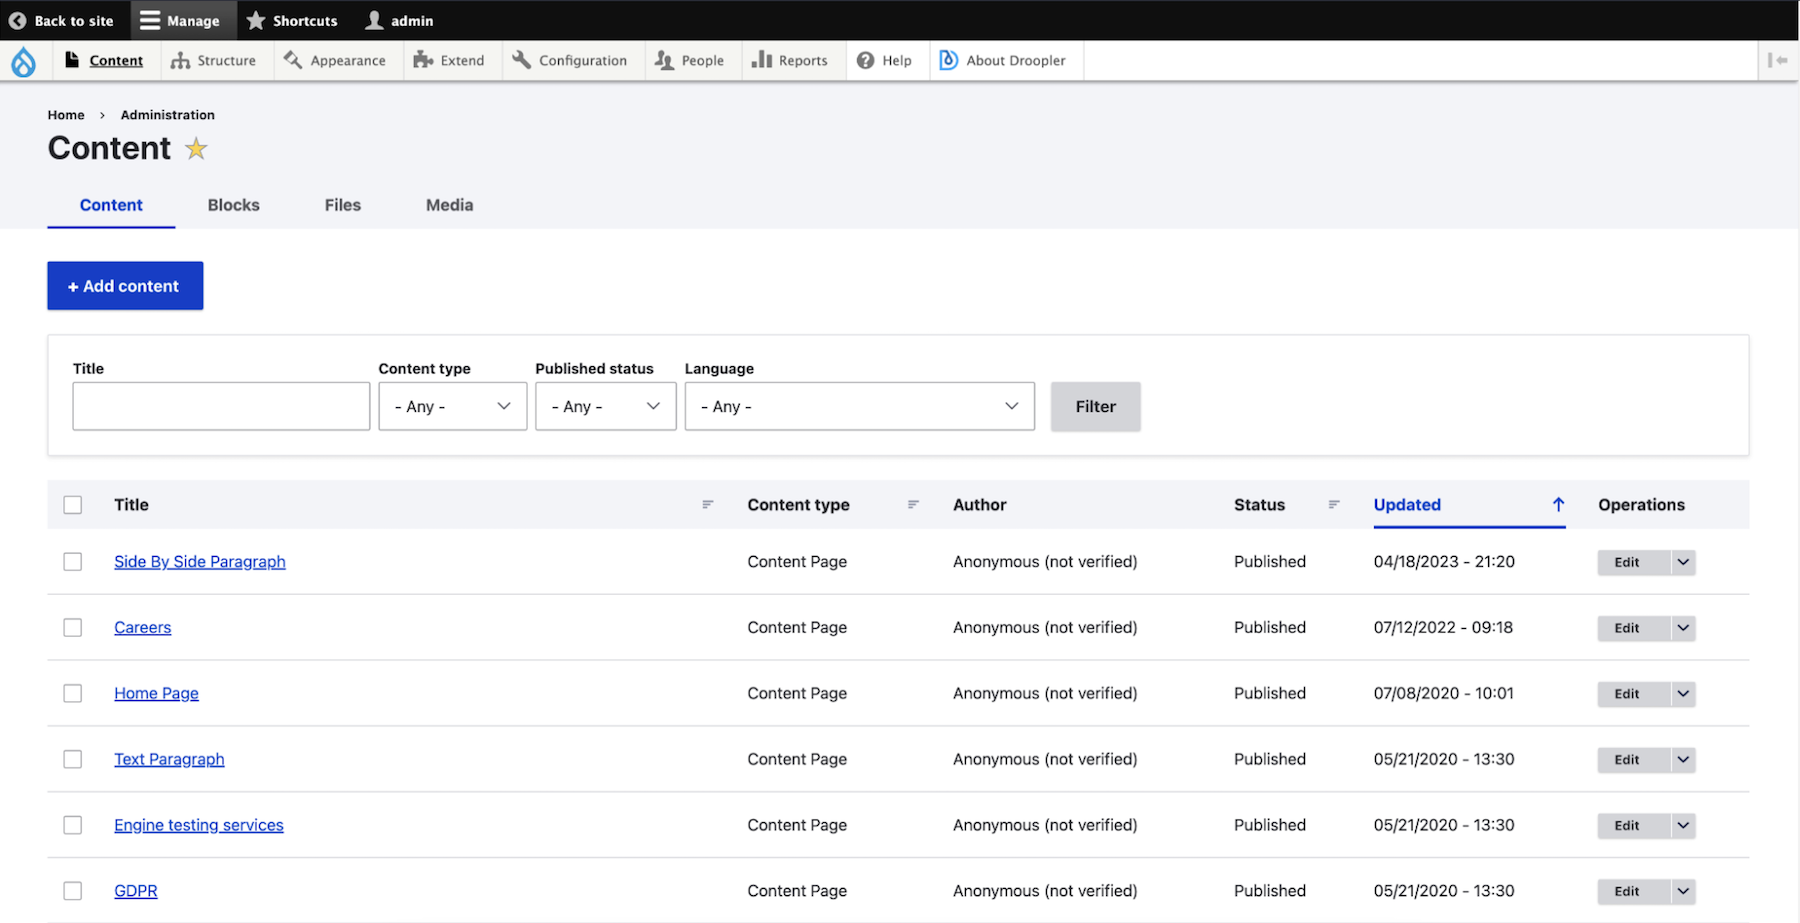 Back to site Manage Shortcuts admin
Content Structure Appearance Extend Configuration People Reports Help About Droopler
Home › Administration
Content
Content Blocks Files Media
+ Add content
Title Content type Published status Language
- Any - - Any - - Any - Filter
Title Content type Author Status Updated Operations
Side By Side Paragraph Content Page Anonymous (not verified) Published 04/18/2023 - 21:20 Edit
Careers Content Page Anonymous (not verified) Published 07/12/2022 - 09:18 Edit
Home Page Content Page Anonymous (not verified) Published 07/08/2020 - 10:01 Edit
Text Paragraph Content Page Anonymous (not verified) Published 05/21/2020 - 13:30 Edit
Engine testing services Content Page Anonymous (not verified) Published 05/21/2020 - 13:30 Edit
GDPR Content Page Anonymous (not verified) Published 05/21/2020 - 13:30 Edit